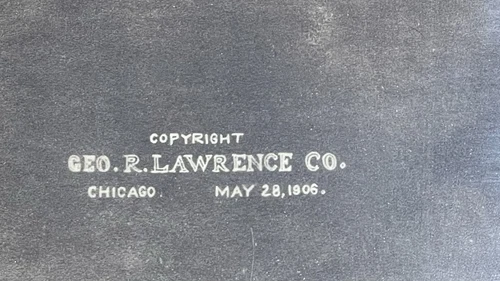 COPYRIGHT
GEO. R. LAWRENCE CO.
CHICAGO. MAY 28, 1906.